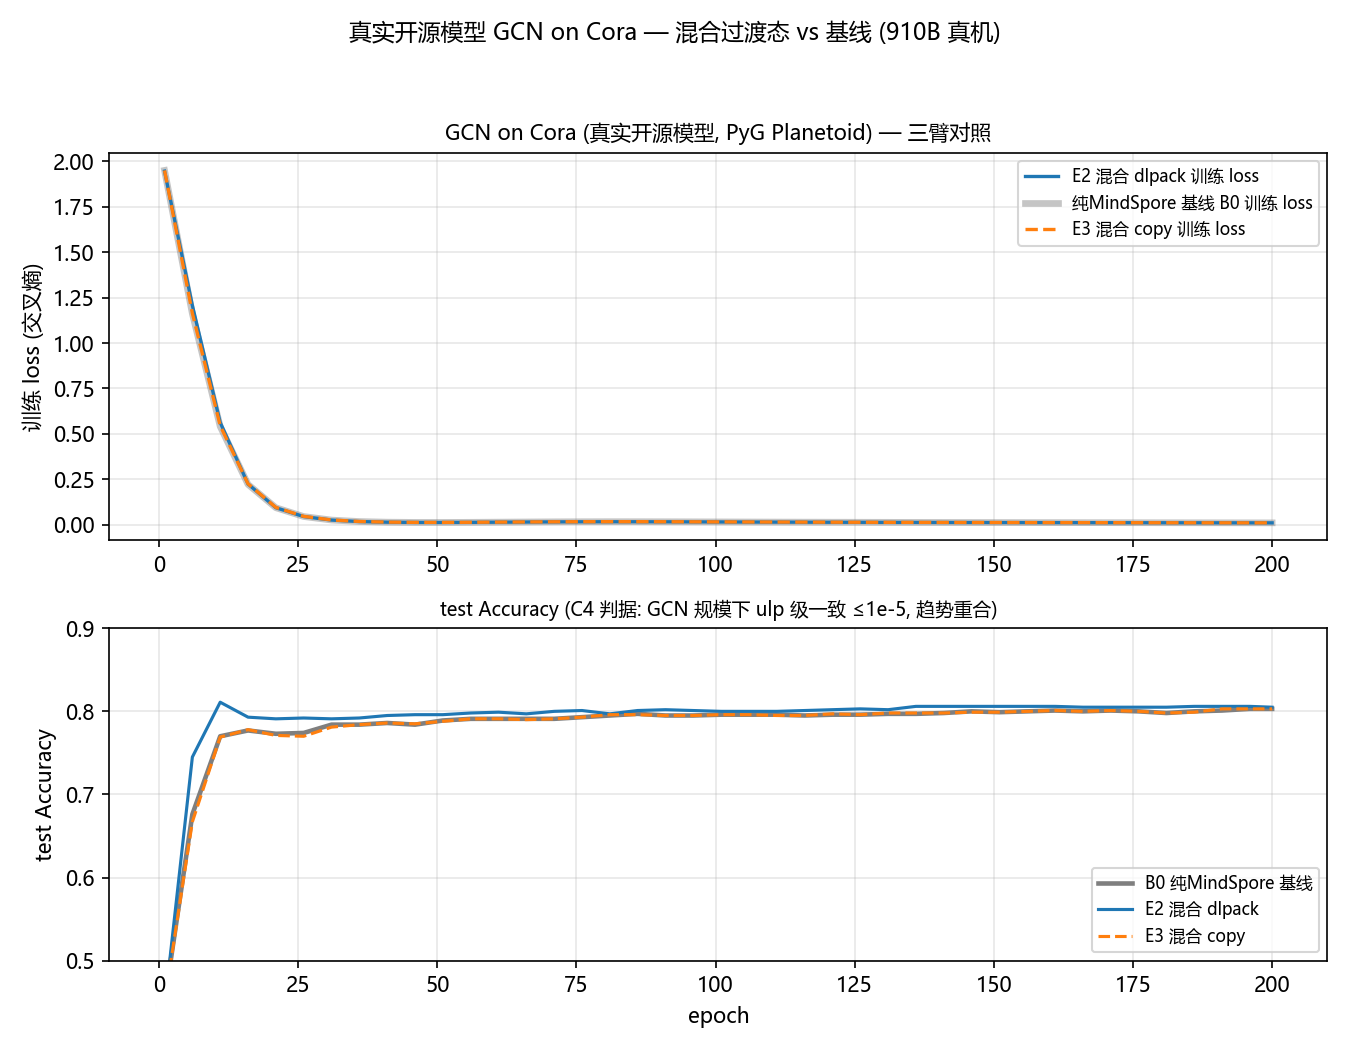 真实开源模型 GCN on Cora — 混合过渡态 vs 基线 (910B 真机)
GCN on Cora (真实开源模型, PyG Planetoid) — 三臂对照
训练 loss (交叉熵)
2.00
1.75
1.50
1.25
1.00
0.75
0.50
0.25
0.00
E2 混合 dlpack 训练 loss
纯MindSpore 基线 B0 训练 loss
E3 混合 copy 训练 loss
0 25 50 75 100 125 150 175 200
test Accuracy (C4 判据: GCN 规模下 ulp 级一致 ≤1e-5, 趋势重合)
test Accuracy
0.9
0.8
0.7
0.6
0.5
B0 纯MindSpore 基线
E2 混合 dlpack
E3 混合 copy
0 25 50 75 100 125 150 175 200
epoch